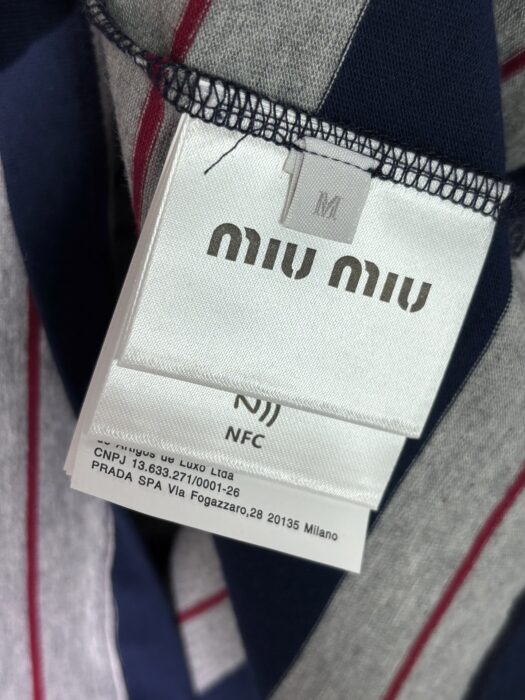 M
miu miu
NFC
Artigos de Luxo Ltda
CNPJ 13.633.271/0001-26
PRADA SPA Via Fogazzaro,28 20135 Milano